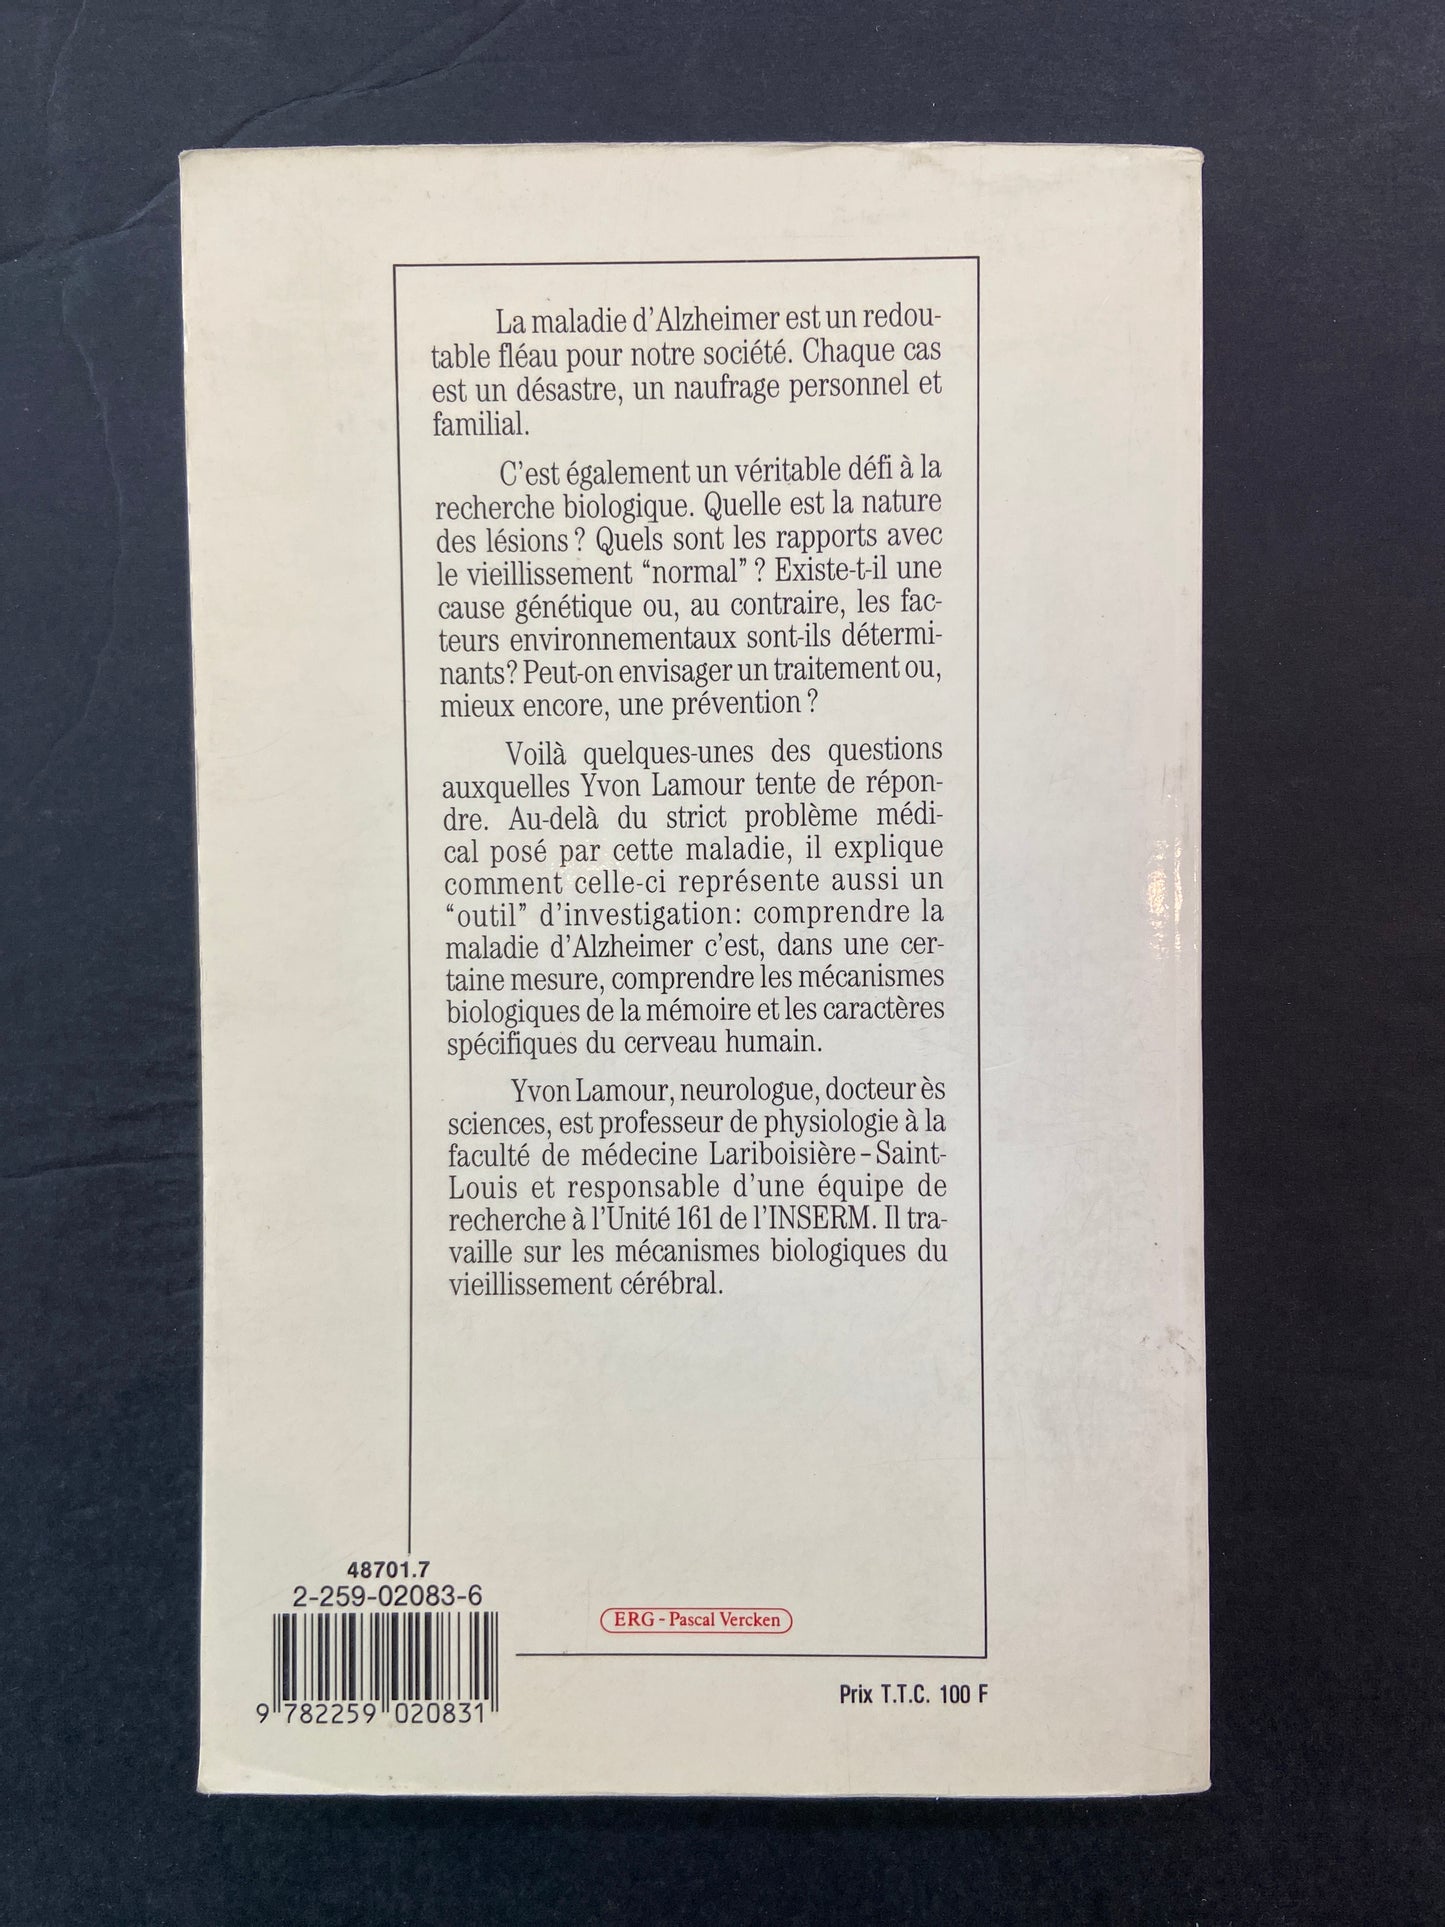 La maladie d'Alzheimer est un redou-
table fléau pour notre société. Chaque cas
est un désastre, un naufrage personnel et
familial.
C'est également un véritable défi à la
recherche biologique. Quelle est la nature
des lésions ? Quels sont les rapports avec
le vieillissement “normal” ? Existe-t-il une
cause génétique ou, au contraire, les fac-
teurs environnementaux sont-ils détermi-
nants? Peut-on envisager un traitement ou,
mieux encore, une prévention ?
Voilà quelques-unes des questions
auxquelles Yvon Lamour tente de répon-
dre. Au-delà du strict problème médi-
cal posé par cette maladie, il explique
comment celle-ci représente aussi un
“outil” d'investigation: comprendre la
maladie d'Alzheimer c'est, dans une cer-
taine mesure, comprendre les mécanismes
biologiques de la mémoire et les caractères
spécifiques du cerveau humain.
Yvon Lamour, neurologue, docteur ès
sciences, est professeur de physiologie à la
faculté de médecine Lariboisière – Saint-
Louis et responsable d'une équipe de
recherche à l'Unité 161 de l'INSERM. Il tra-
vaille sur les mécanismes biologiques du
vieillissement cérébral.
48701.7
2-259-02083-6
9 782259 020831
ERG - Pascal Vercken
Prix T.T.C. 100 F